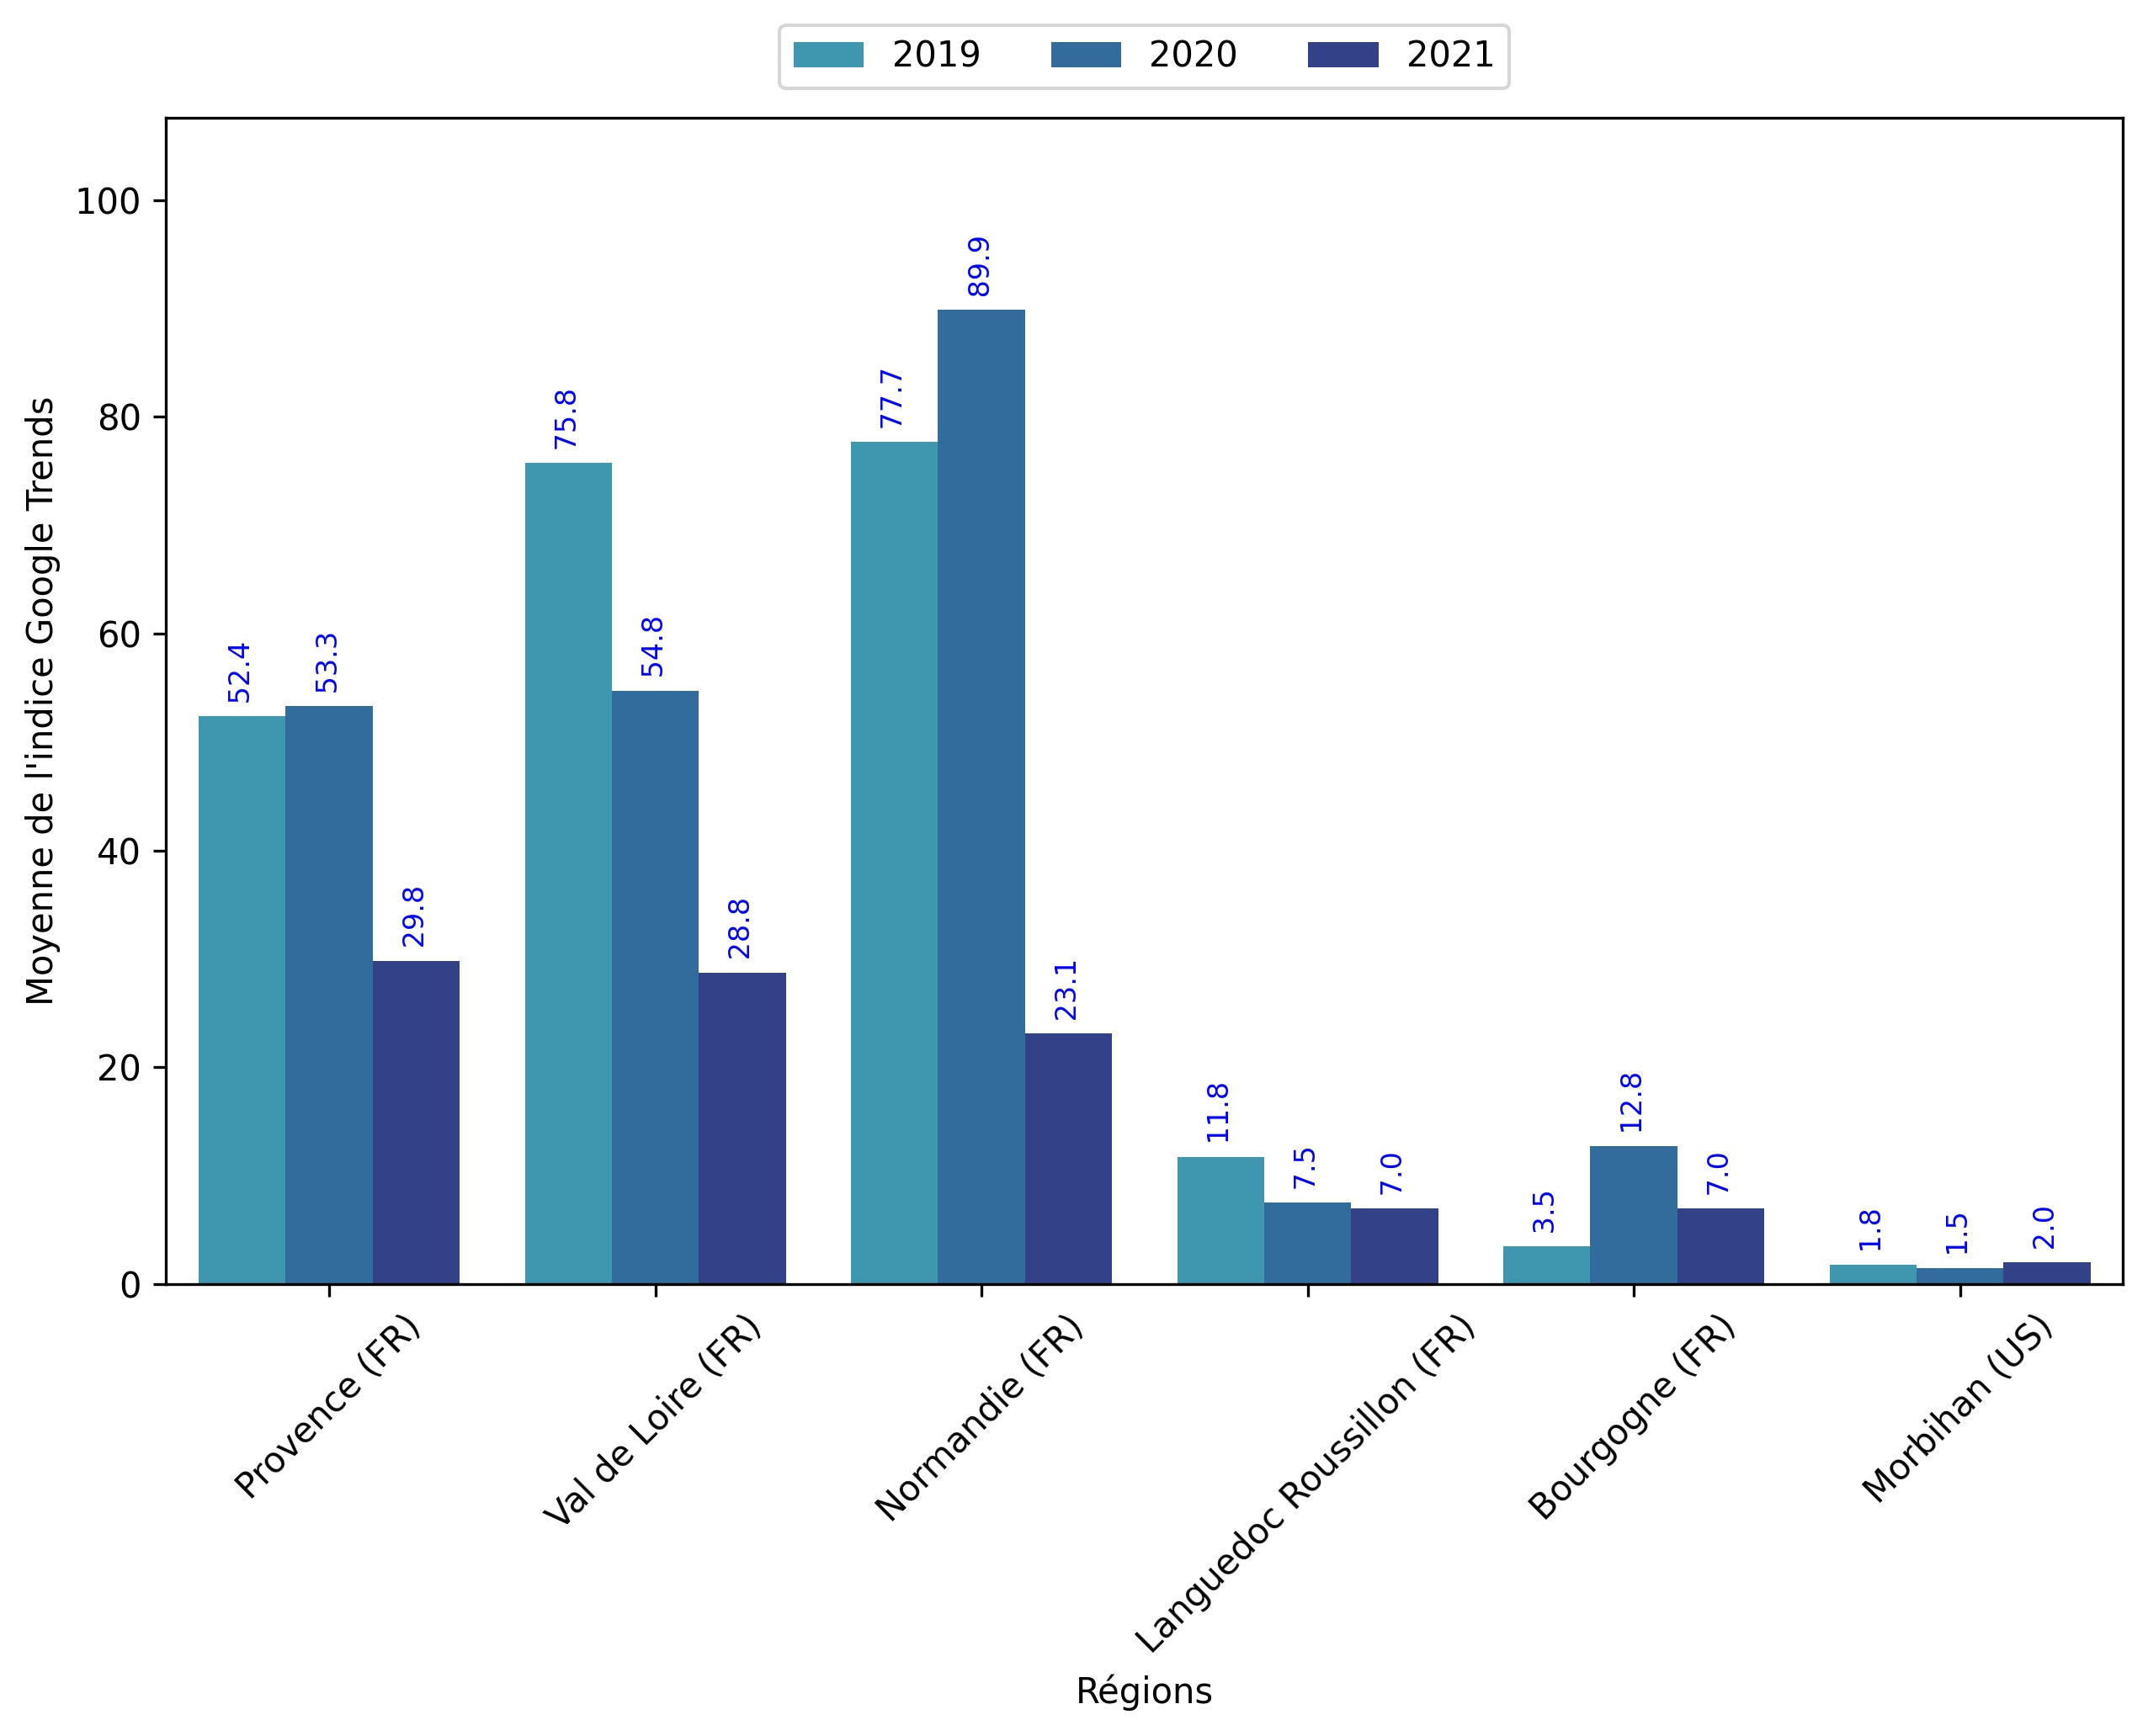 2019 2020 2021
Moyenne de l'indice Google Trends
100
80
60
40
20
0
52.4 53.3 29.8
75.8 54.8 28.8
77.7 89.9 23.1
11.8 7.5 7.0
3.5 12.8 7.0
1.8 1.5 2.0
Provence (FR)
Val de Loire (FR)
Normandie (FR)
Languedoc Roussillon (FR)
Bourgogne (FR)
Morbihan (US)
Régions